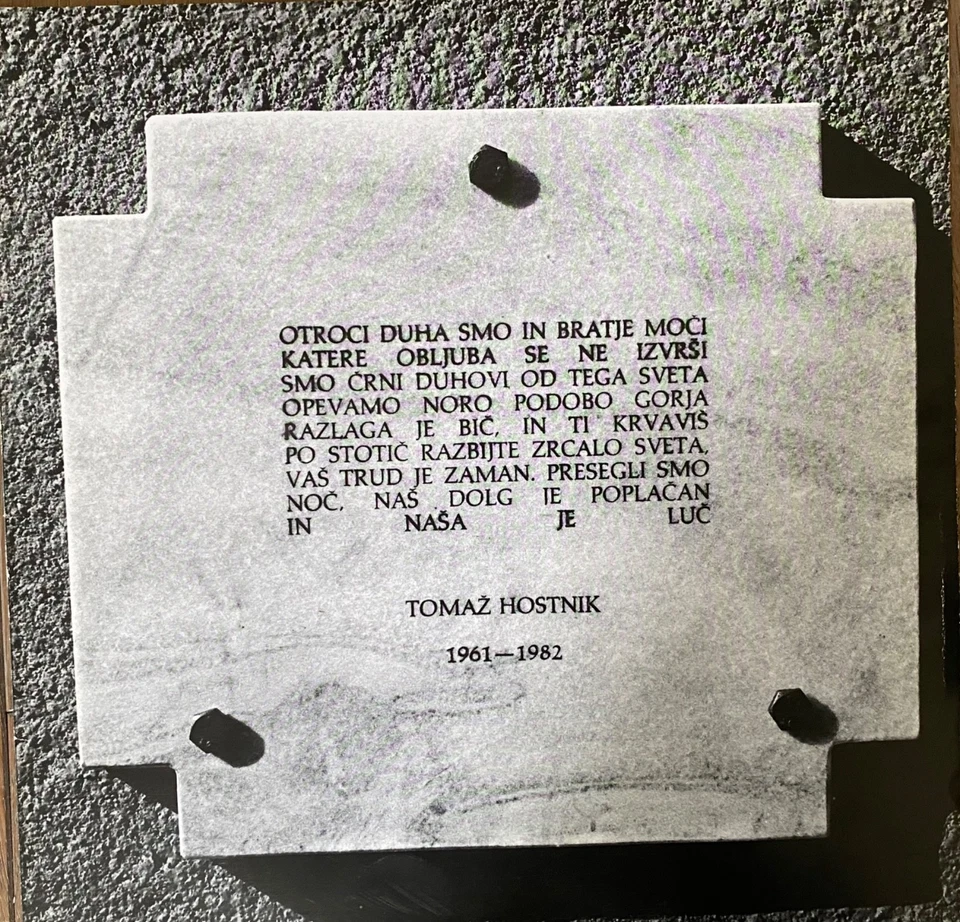 OTROCI DUHA SMO IN BRATJE MOČI
KATERE OBLJUBA SE NE IZVRŠI
SMO ČRNI DUHOVI OD TEGA SVETA
OPEVAMO NORO PODOBO GORJA
RAZLAGA JE BIČ, IN TI KRVAVIŠ
PO STOTIČ RAZBIJTE ZRCALO SVETA,
VAŠ TRUD JE ZAMAN. PRESEGLI SMO
NOČ, NAŠ DOLG JE POPLAČAN
IN NAŠA JE LUČ
TOMAŽ HOSTNIK
1961—1982